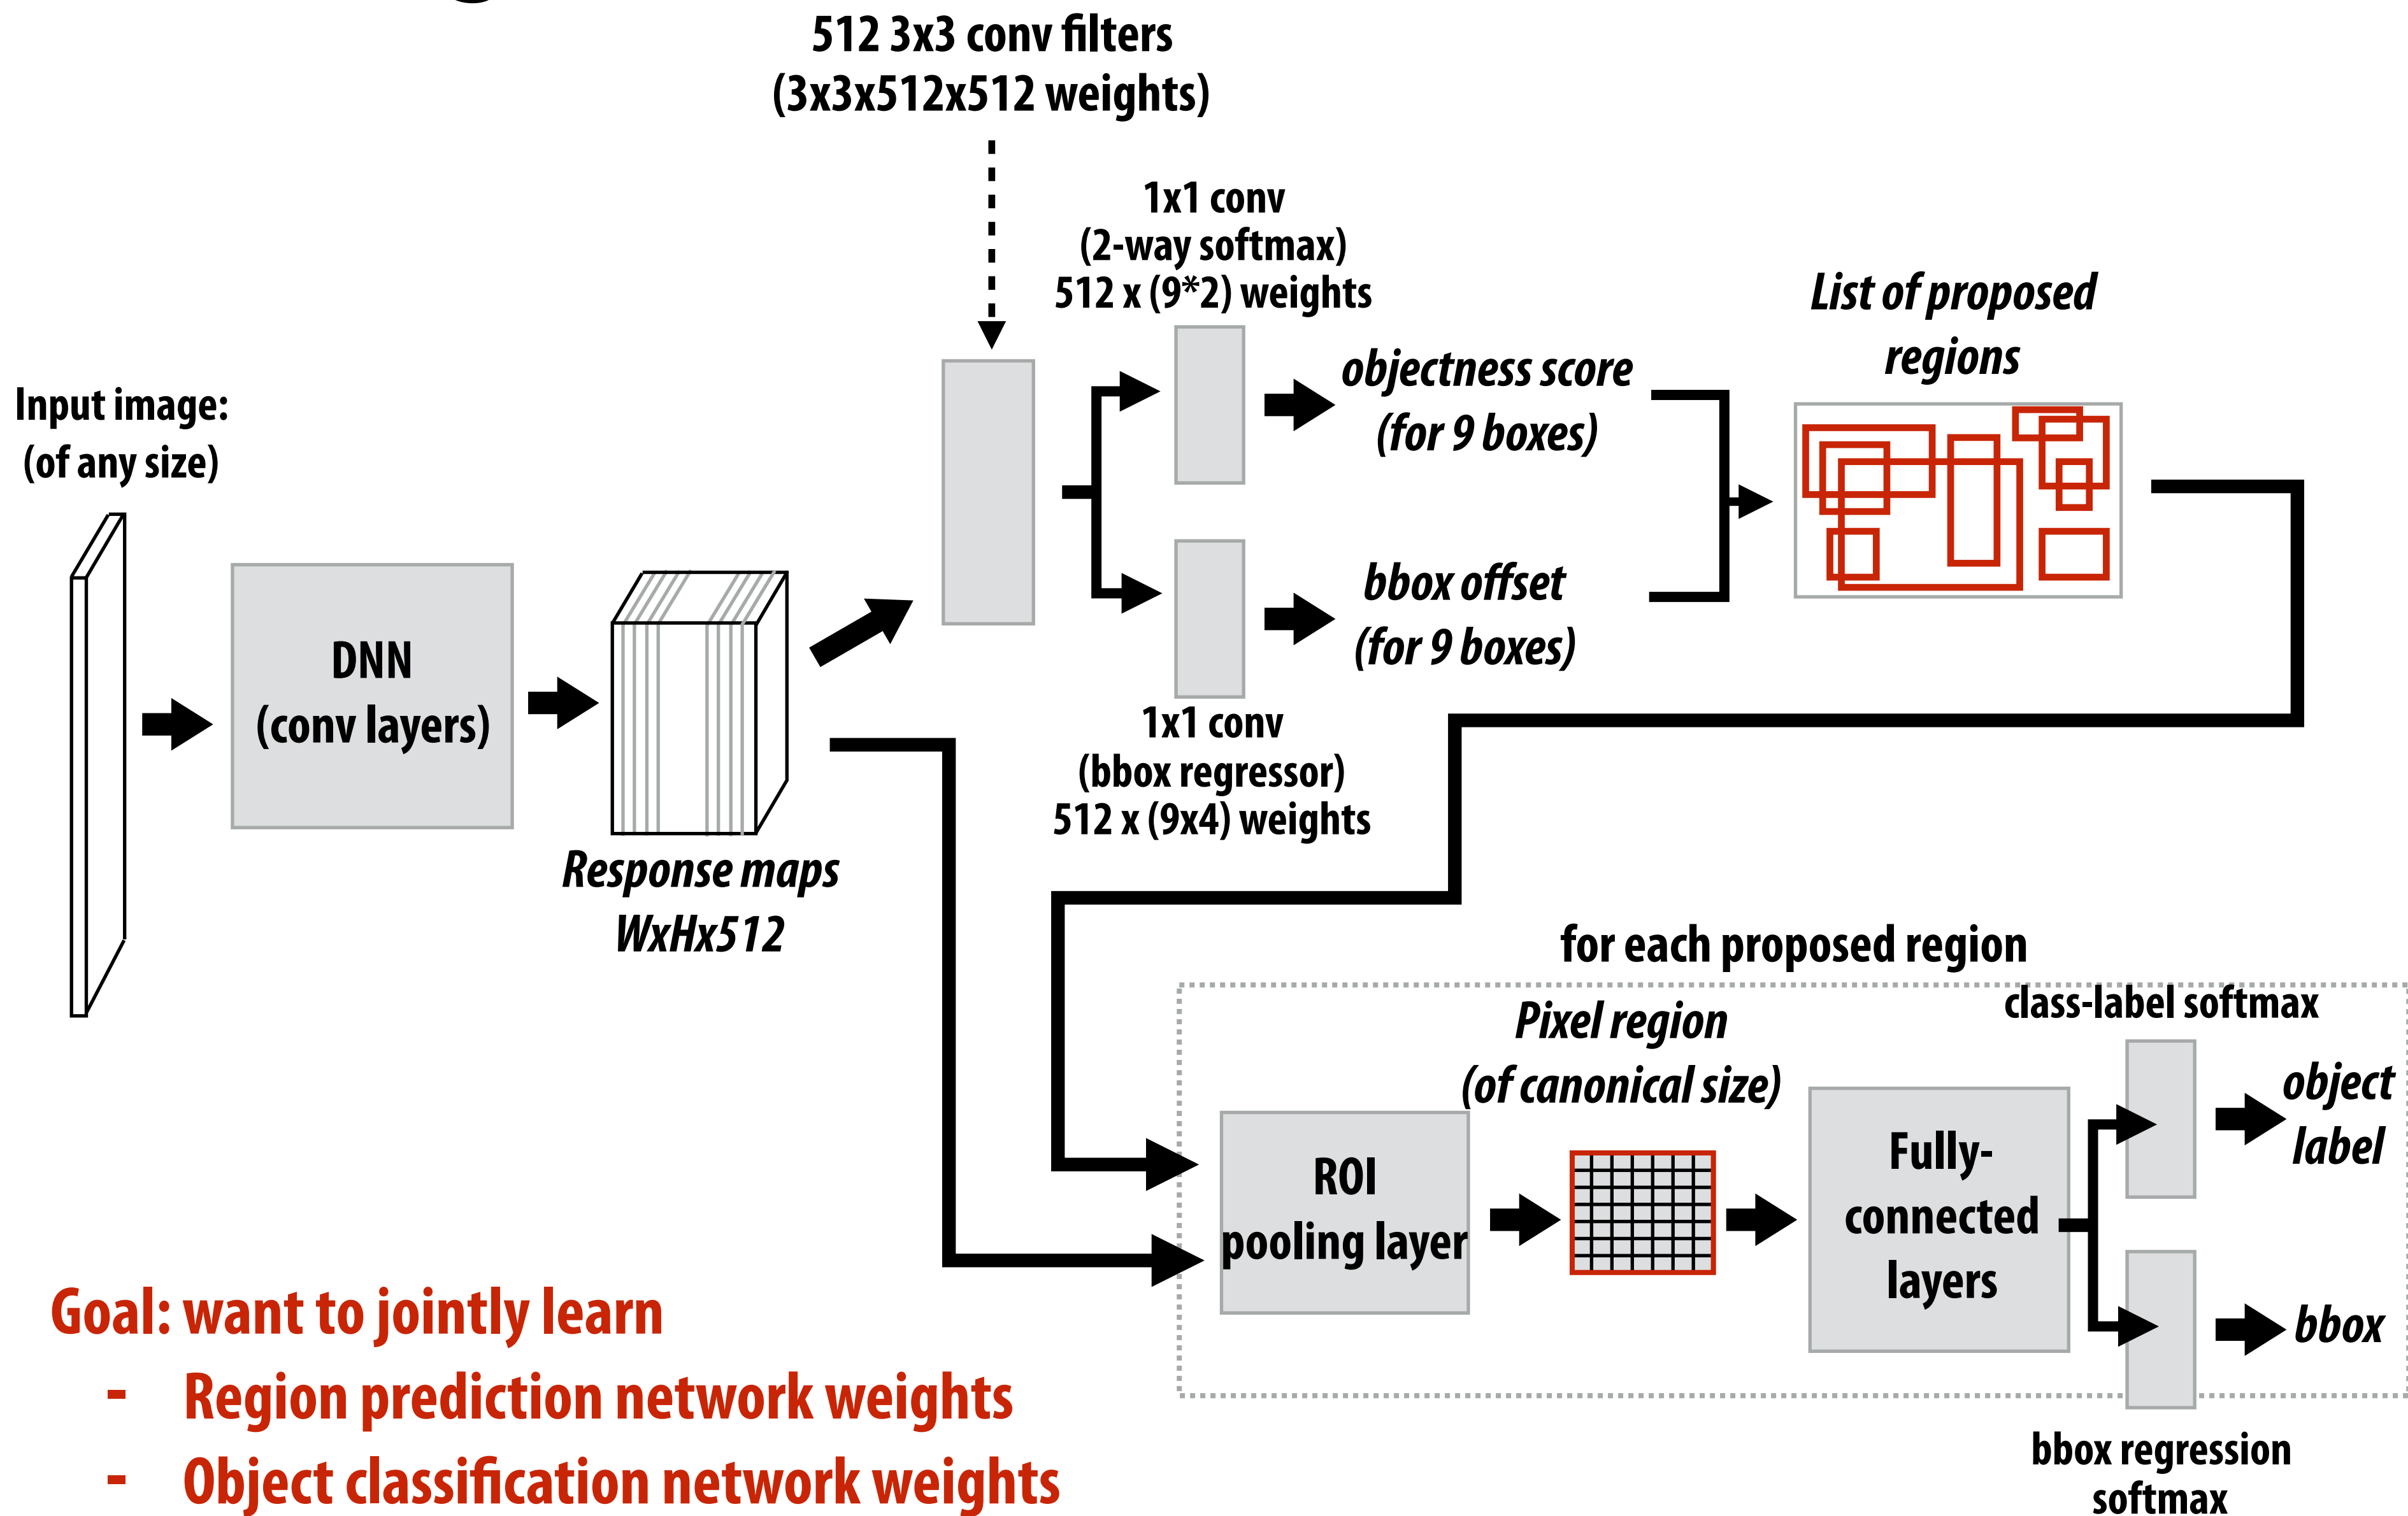 512 3x3 conv filters
(3x3x512x512 weights)
1x1 conv
(2-way softmax)
512 x (9*2) weights
List of proposed
regions
objectness score
(for 9 boxes)
Input image:
(of any size)
bbox offset
(for 9 boxes)
DNN
(conv layers)
1x1 conv
(bbox regressor)
512 x (9x4) weights
Response maps
WxHx512
for each proposed region
class-label softmax
Pixel region
(of canonical size)
object
label
ROI
pooling layer
Fully-
connected
layers
bbox
bbox regression
softmax
Goal: want to jointly learn
- Region prediction network weights
- Object classification network weights